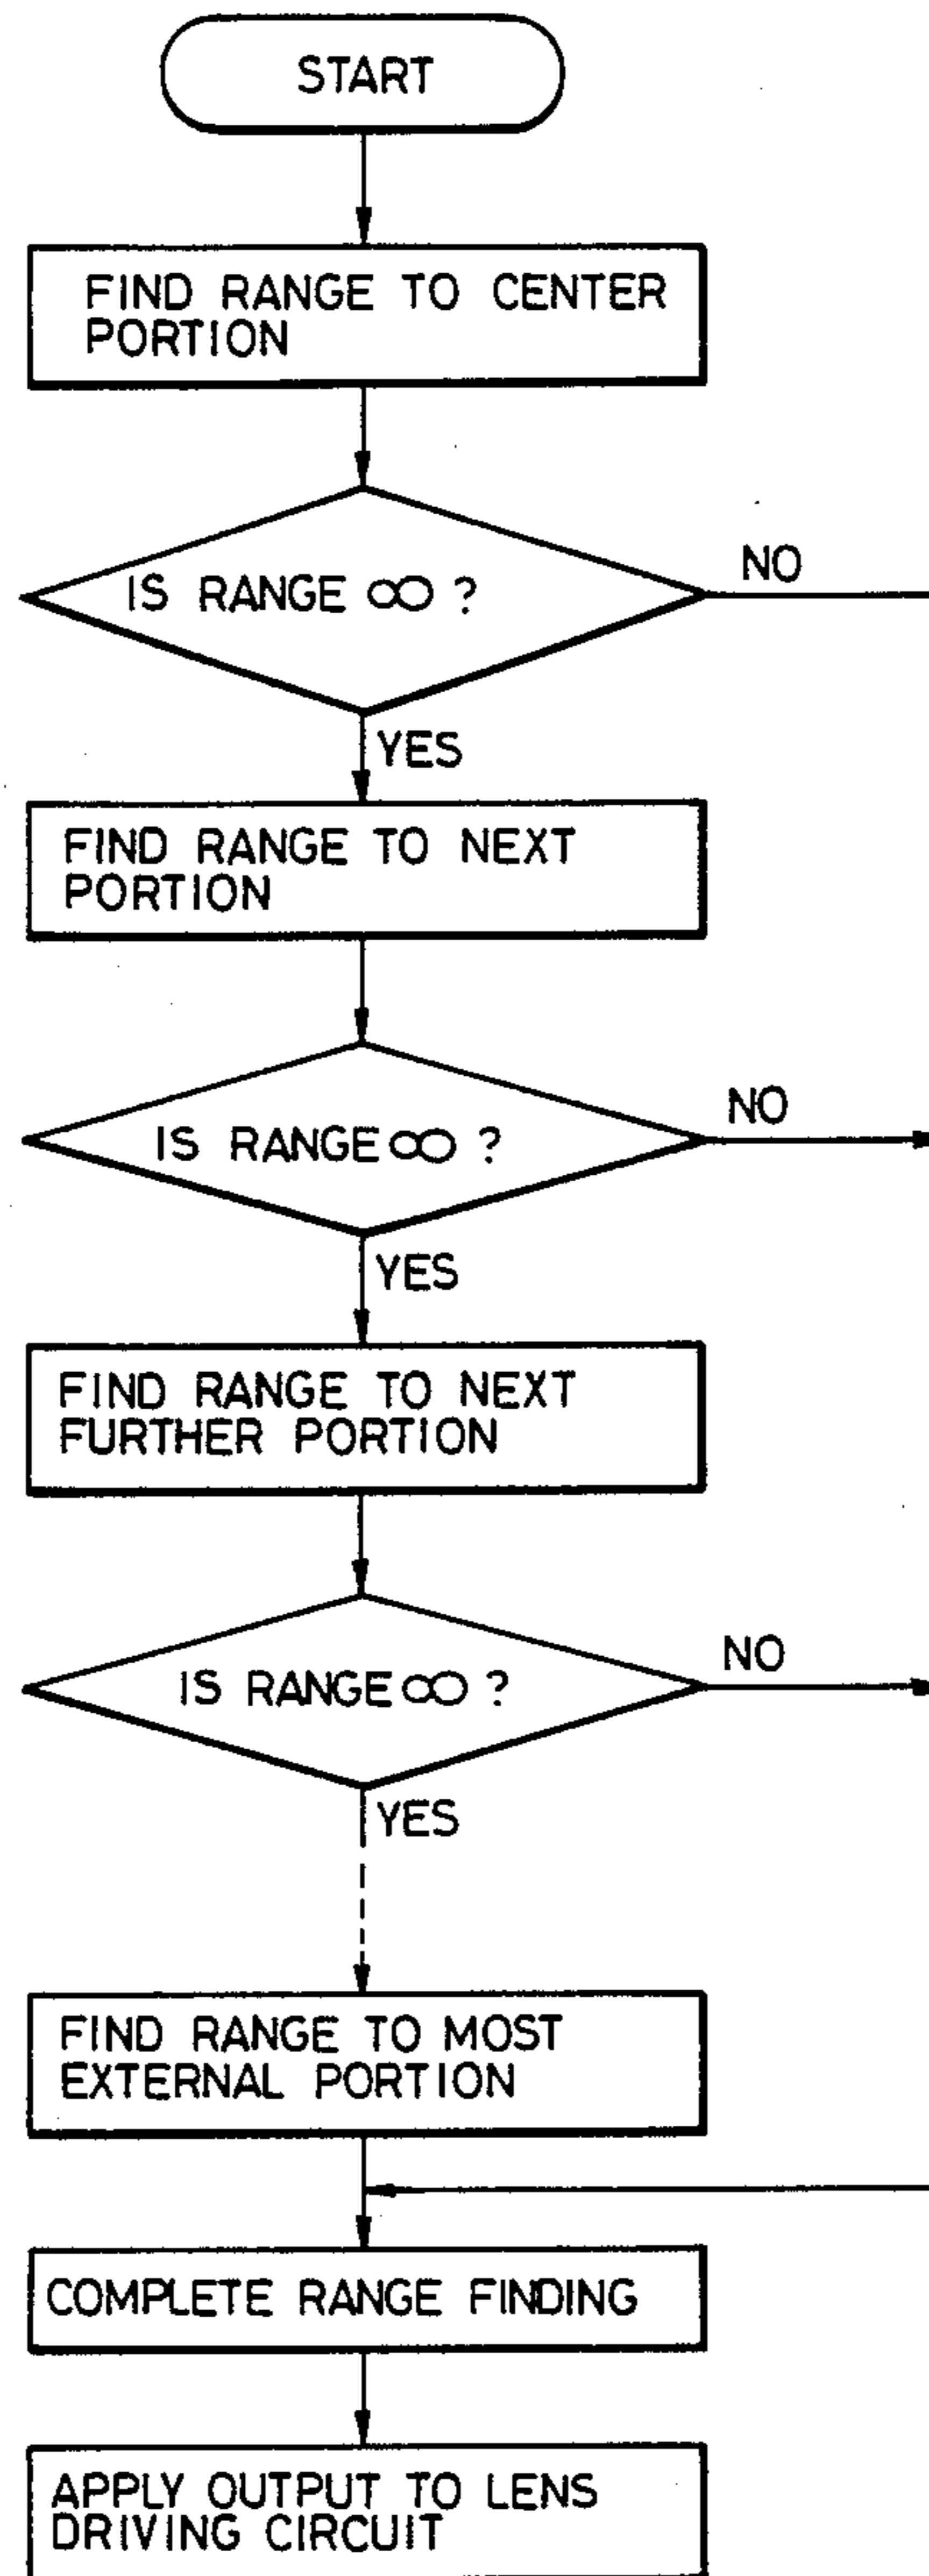 START
FIND RANGE TO CENTER
PORTION
IS RANGE ∞ ?
NO
YES
FIND RANGE TO NEXT
PORTION
IS RANGE ∞ ?
NO
YES
FIND RANGE TO NEXT
FURTHER PORTION
IS RANGE ∞ ?
NO
YES
FIND RANGE TO MOST
EXTERNAL PORTION
COMPLETE RANGE FINDING
APPLY OUTPUT TO LENS
DRIVING CIRCUIT